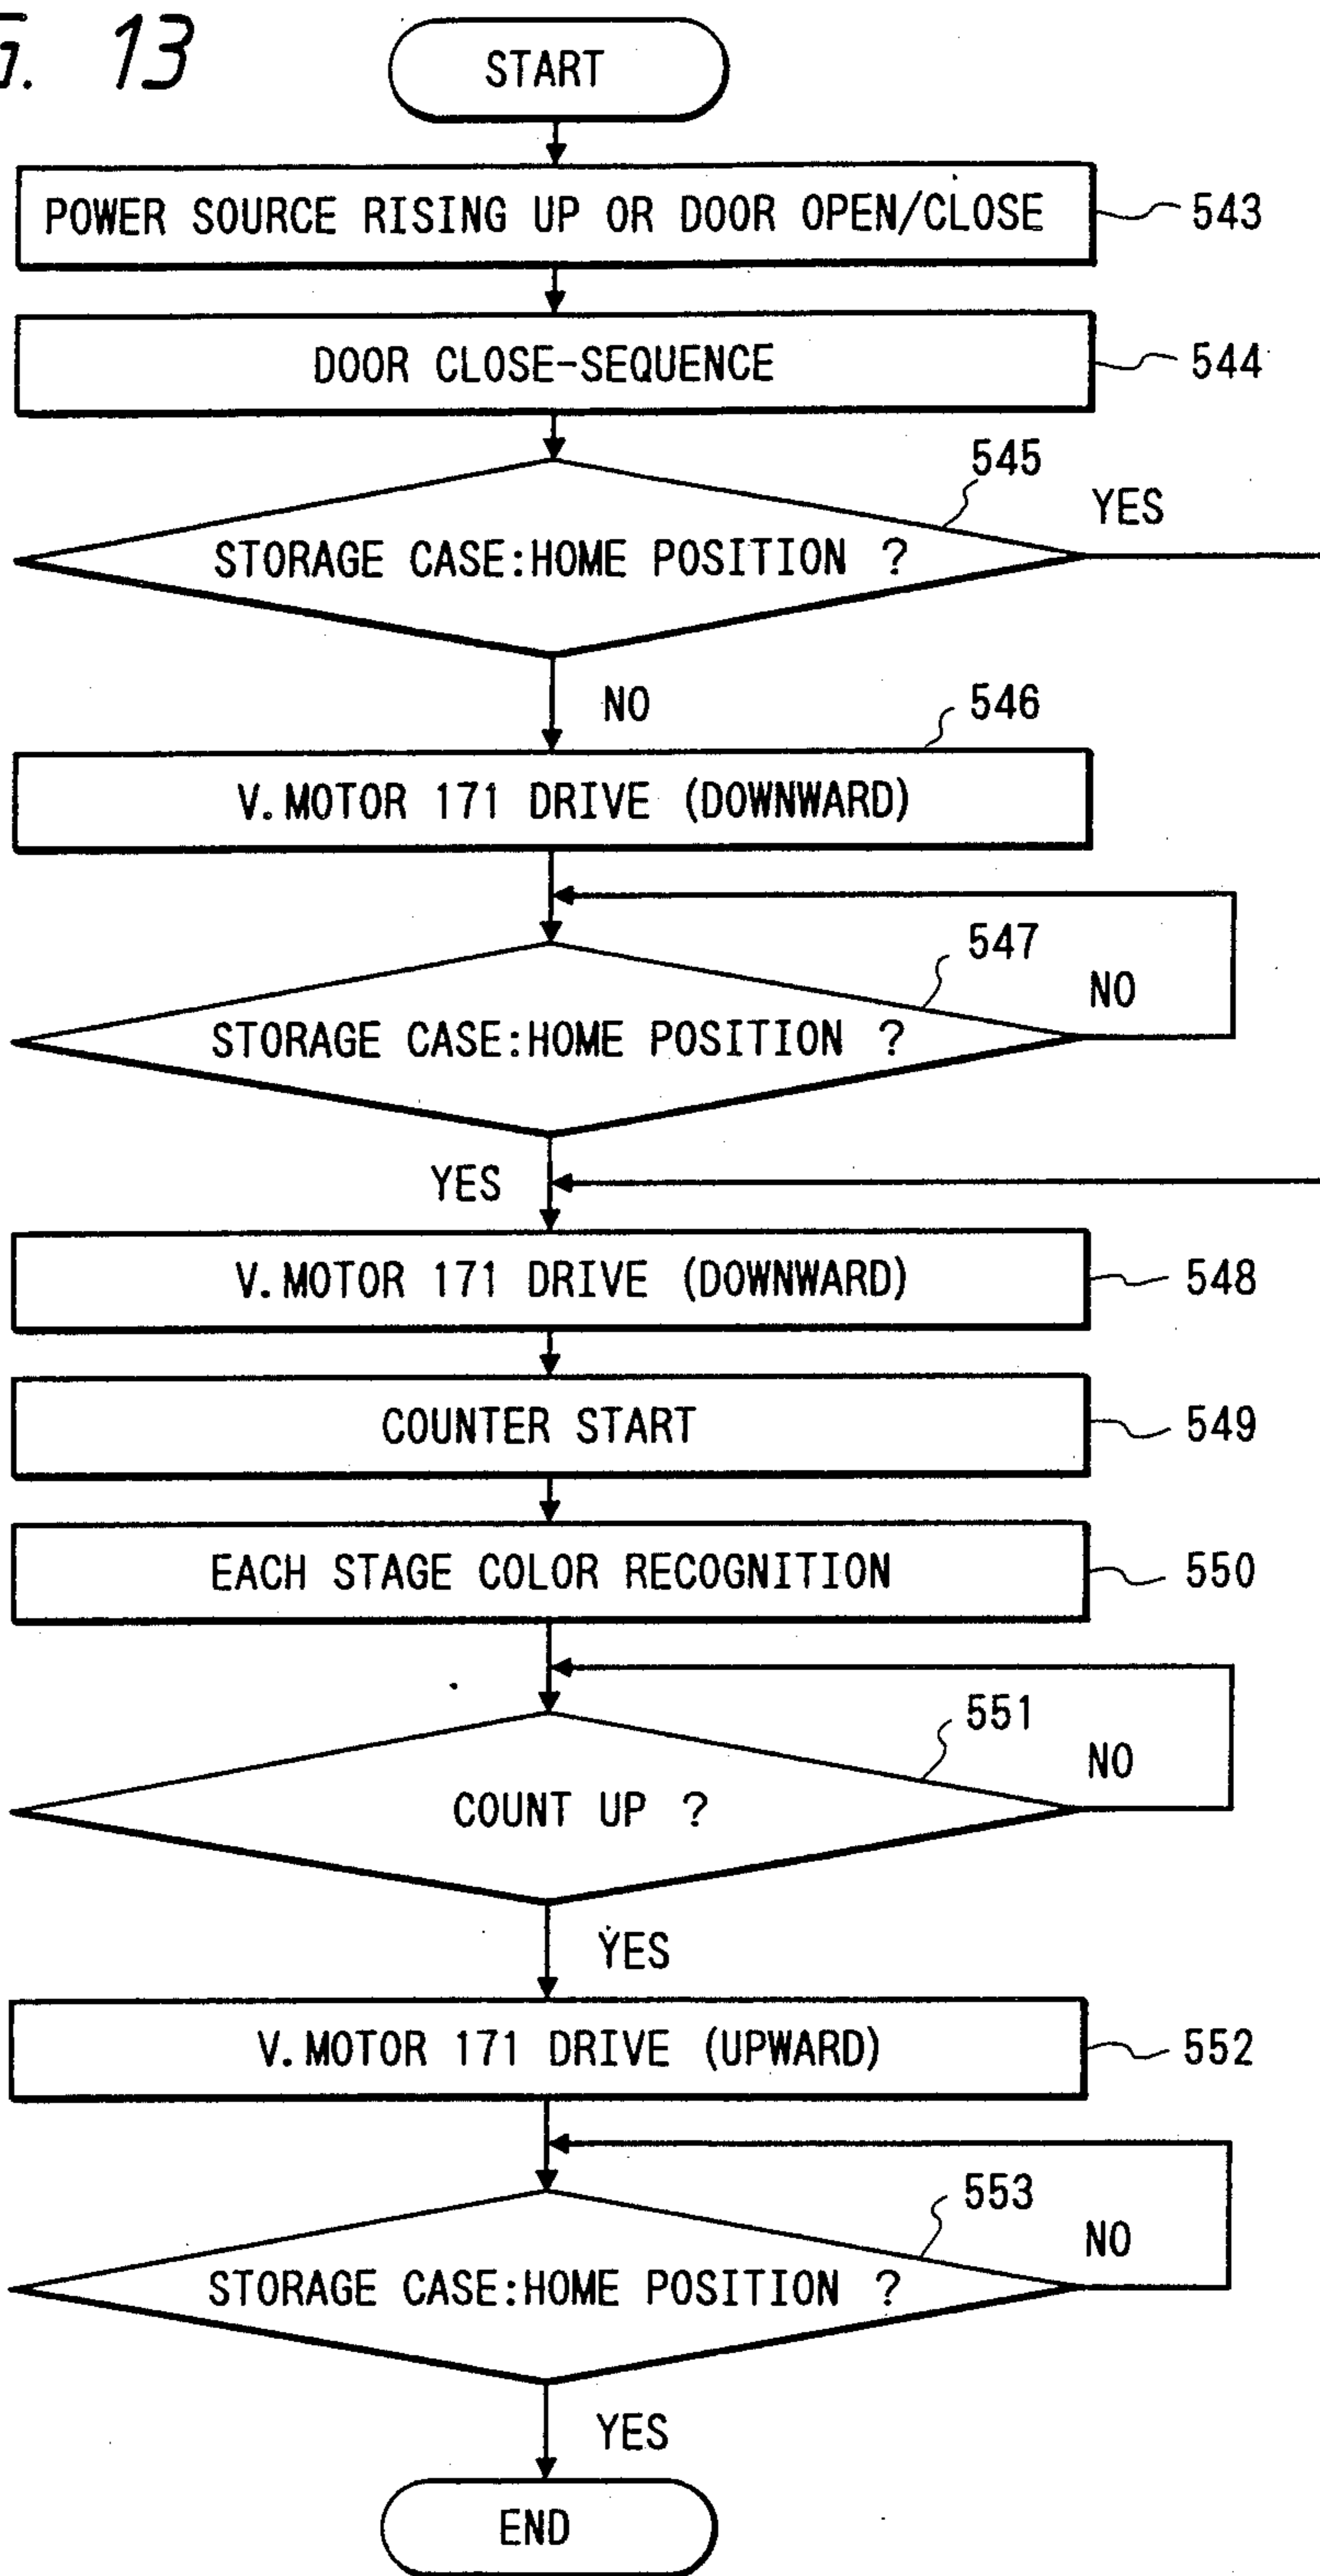 G. 13
START
POWER SOURCE RISING UP OR DOOR OPEN/CLOSE
543
DOOR CLOSE-SEQUENCE
544
545
YES
STORAGE CASE:HOME POSITION ?
NO
546
V.MOTOR 171 DRIVE (DOWNWARD)
547
NO
STORAGE CASE:HOME POSITION ?
YES
V.MOTOR 171 DRIVE (DOWNWARD)
548
COUNTER START
549
EACH STAGE COLOR RECOGNITION
550
551
NO
COUNT UP ?
YES
V.MOTOR 171 DRIVE (UPWARD)
552
553
NO
STORAGE CASE:HOME POSITION ?
YES
END